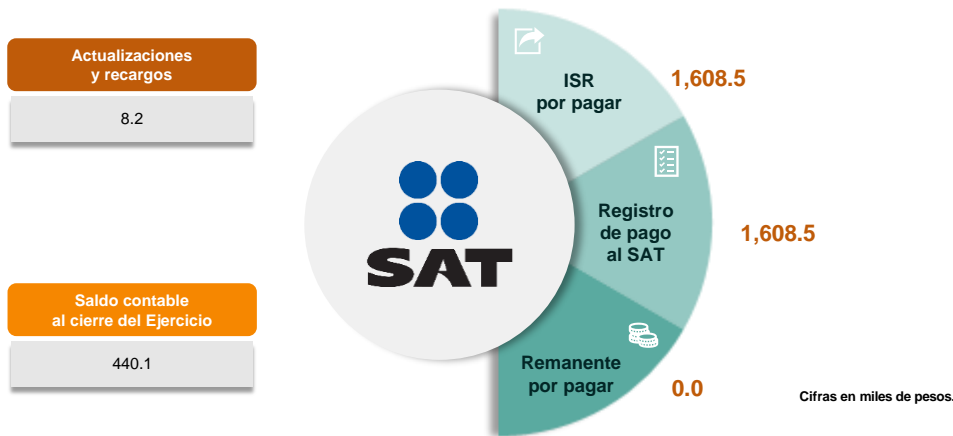 Actualizaciones
y recargos
8.2
Saldo contable
al cierre del Ejercicio
440.1
SAT
ISR
por pagar
1,608.5
Registro
de pago
al SAT
1,608.5
Remanente
por pagar
0.0
Cifras en miles de pesos.